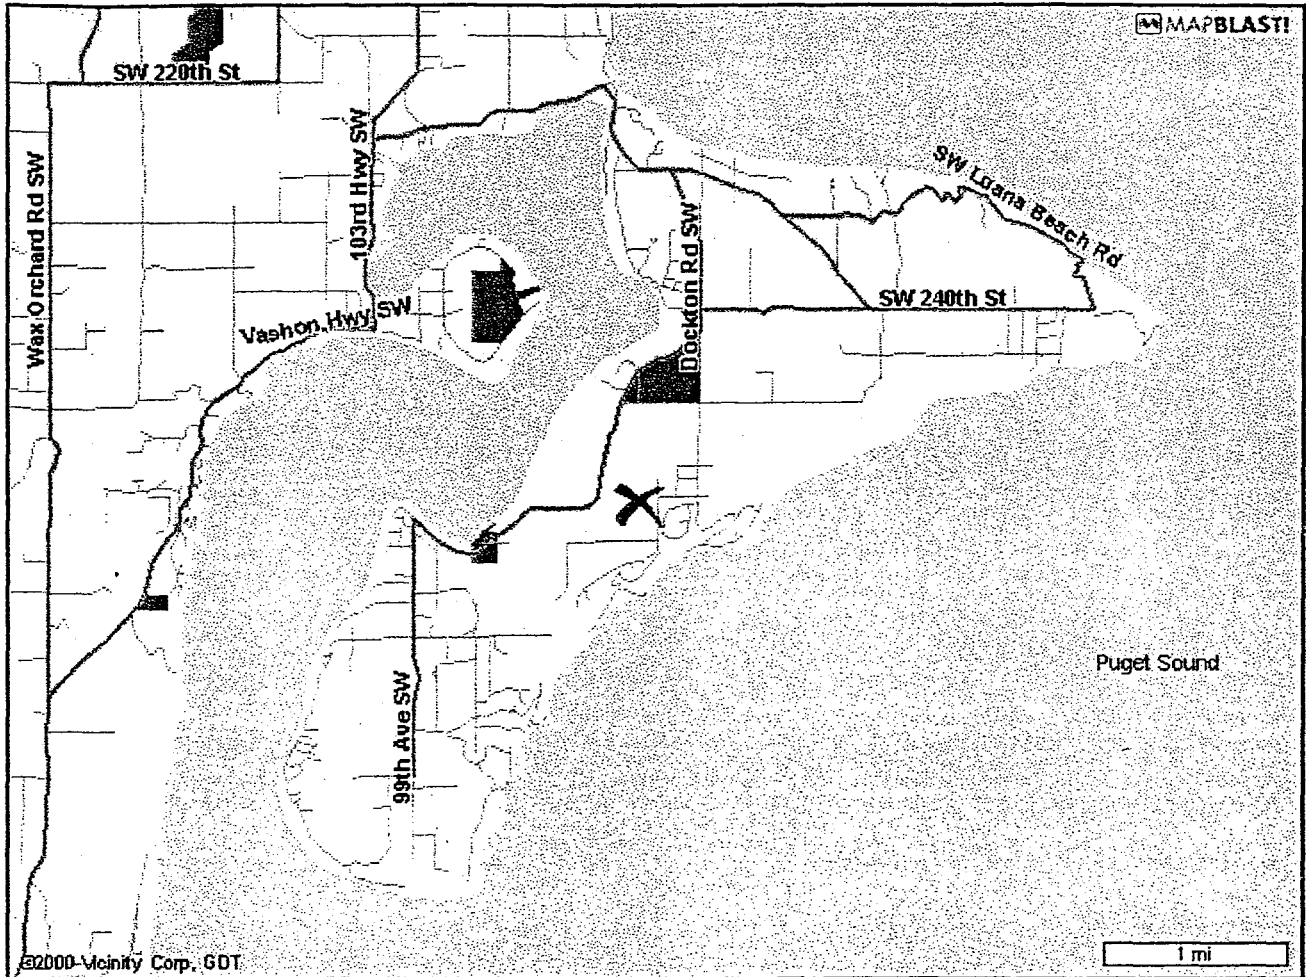 MAPBLAST!
SW 220th St
103rd Hwy SW
Wax Orchard Rd SW
SW Luana Beach Rd
Dockton Rd SW
SW 240th St
Vashon Hwy SW
Puget Sound
99th Ave SW
©2000 Vicinity Corp, GDT
1 mi